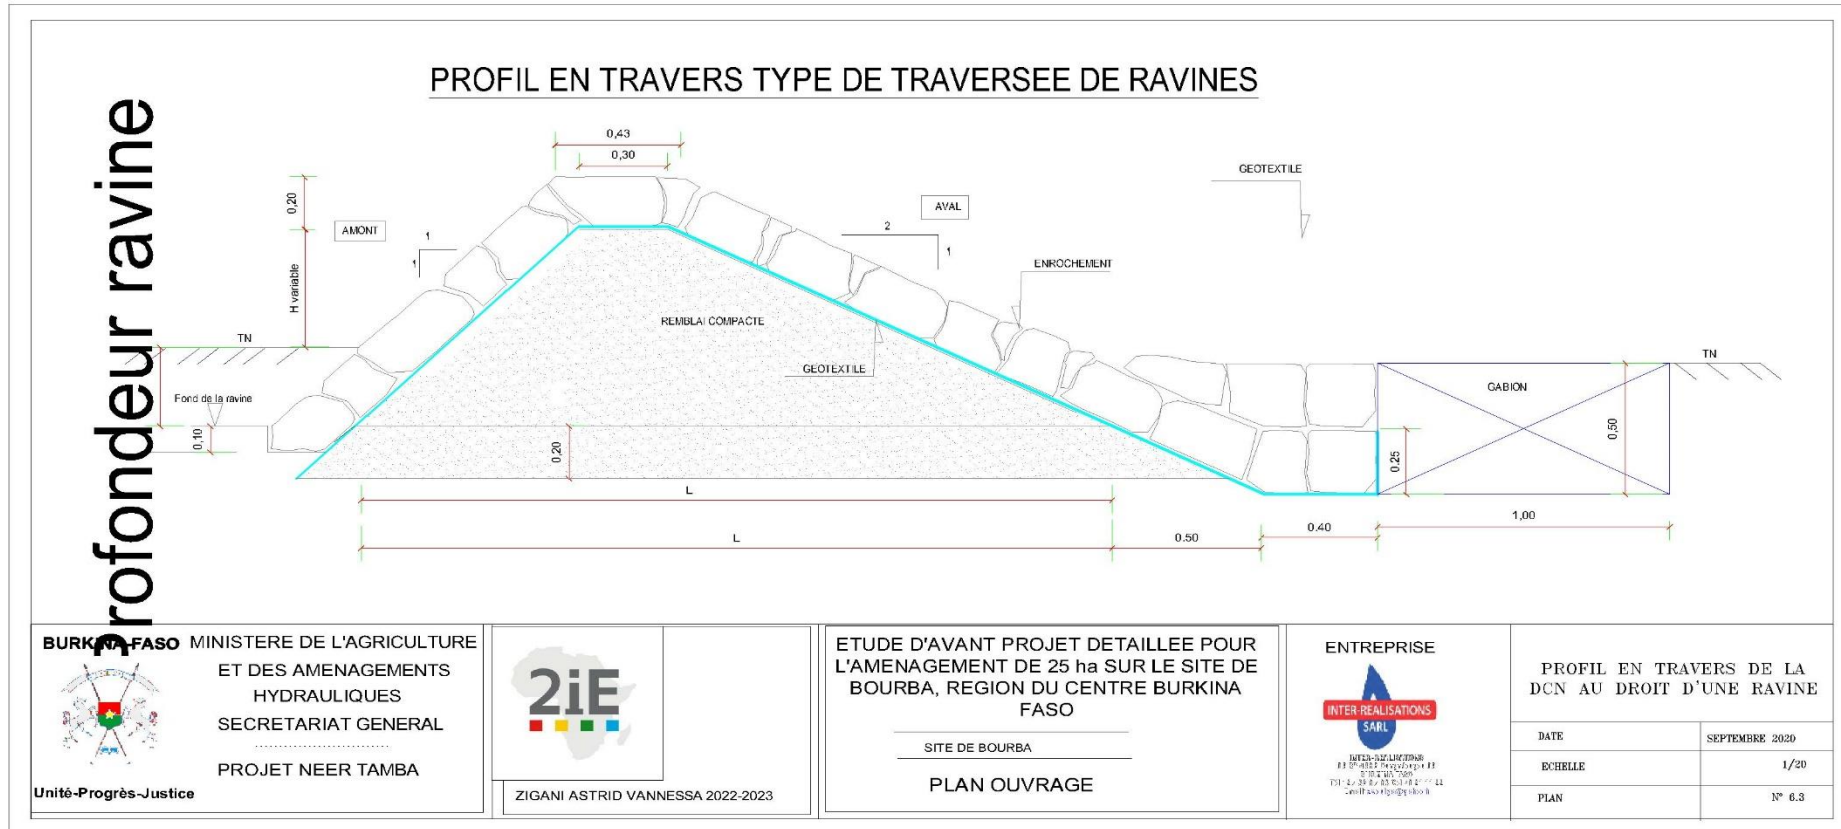 PROFIL EN TRAVERS TYPE DE TRAVERSEE DE RAVINES
Profondeur ravine
0,43
0,30
0,20
AMONT
1
1
H variable
TN
Fond de la ravine
0,10
2
1
AVAL
GEOTEXTILE
ENROCHEMENT
REMBLAI COMPACTE
GEOTEXTILE
0,20
L
L
0.50
0.40
0.25
GABION
0,50
1,00
TN
BURKINA FASO
Unité-Progrès-Justice
MINISTERE DE L'AGRICULTURE
ET DES AMENAGEMENTS
HYDRAULIQUES
SECRETARIAT GENERAL
........................
PROJET NEER TAMBA
2iE
ZIGANI ASTRID VANNESSA 2022-2023
ETUDE D'AVANT PROJET DETAILLEE POUR
L'AMENAGEMENT DE 25 ha SUR LE SITE DE
BOURBA, REGION DU CENTRE BURKINA
FASO
SITE DE BOURBA
PLAN OUVRAGE
ENTREPRISE
INTER-REALISATIONS
SARL
INTER-REALISATIONS
PROFIL EN TRAVERS DE LA
DCN AU DROIT D'UNE RAVINE
DATE SEPTEMBRE 2020
ECHELLE 1/20
PLAN N° 6.3